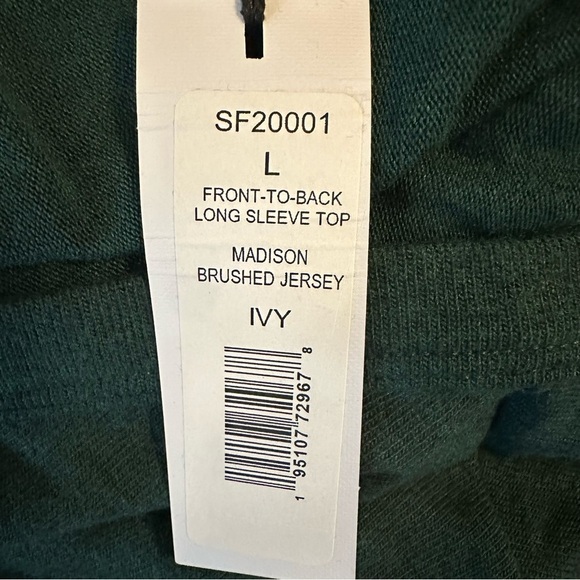 SF20001
L
FRONT-TO-BACK
LONG SLEEVE TOP
MADISON
BRUSHED JERSEY
IVY
1 95107 72967 8